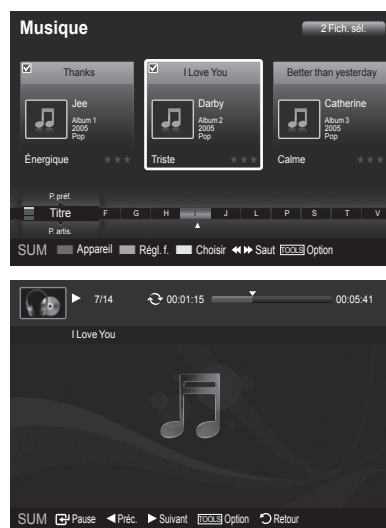 Musique
2 Fich. sél.
Thanks
I Love You
Better than yesterday
Jee
Album 1
2005
Pop
Darby
Album 2
2005
Pop
Catherine
Album 3
2005
Pop
Énergique
Triste
Calme
P. préf.
Titre F G H I J L P S T V
P. artis.
SUM Appareil Régl. f. Choisir Saut TOOLS Option
7/14 00:01:15 00:05:41
I Love You
SUM Pause Préc. Suivant TOOLS Option Retour